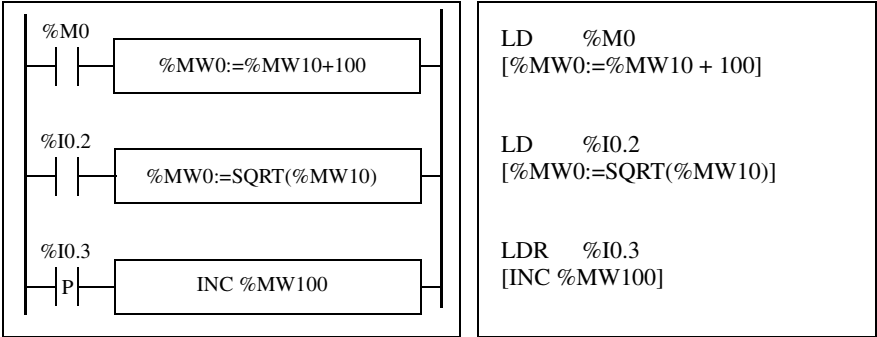 %M0
%MW0:=%MW10+100
%I0.2
%MW0:=SQRT(%MW10)
%I0.3
P
INC %MW100
LD %M0
[%MW0:=%MW10 + 100]
LD %I0.2
[%MW0:=SQRT(%MW10)]
LDR %I0.3
[INC %MW100]